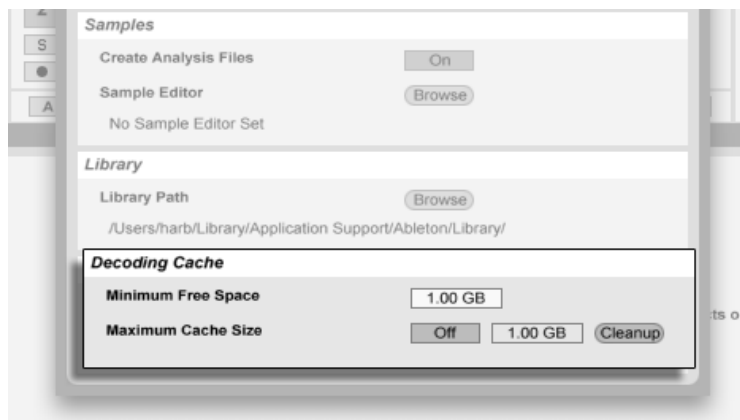 Z
Samples
S
Create Analysis Files On
Sample Editor Browse
A
No Sample Editor Set
Library
Library Path Browse
/Users/harb/Library/Application Support/Ableton/Library/
Decoding Cache
Minimum Free Space 1.00 GB
cts o
Maximum Cache Size Off 1.00 GB Cleanup